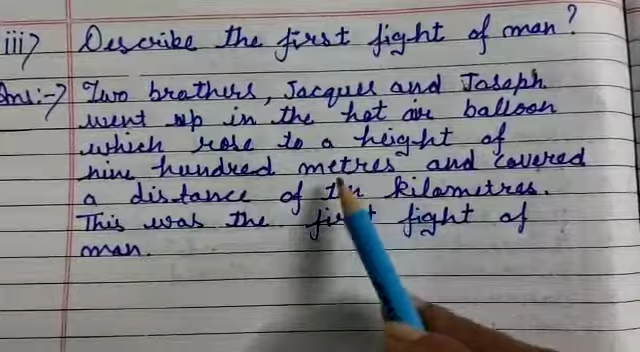 iii) Describe the first fight of man?
Ans:-> Two brothers, Jacques and Joseph
went up in the hot air balloon
which rose to a height of
nine hundred metres and covered
a distance of ten kilometres.
This was the first fight of
man.